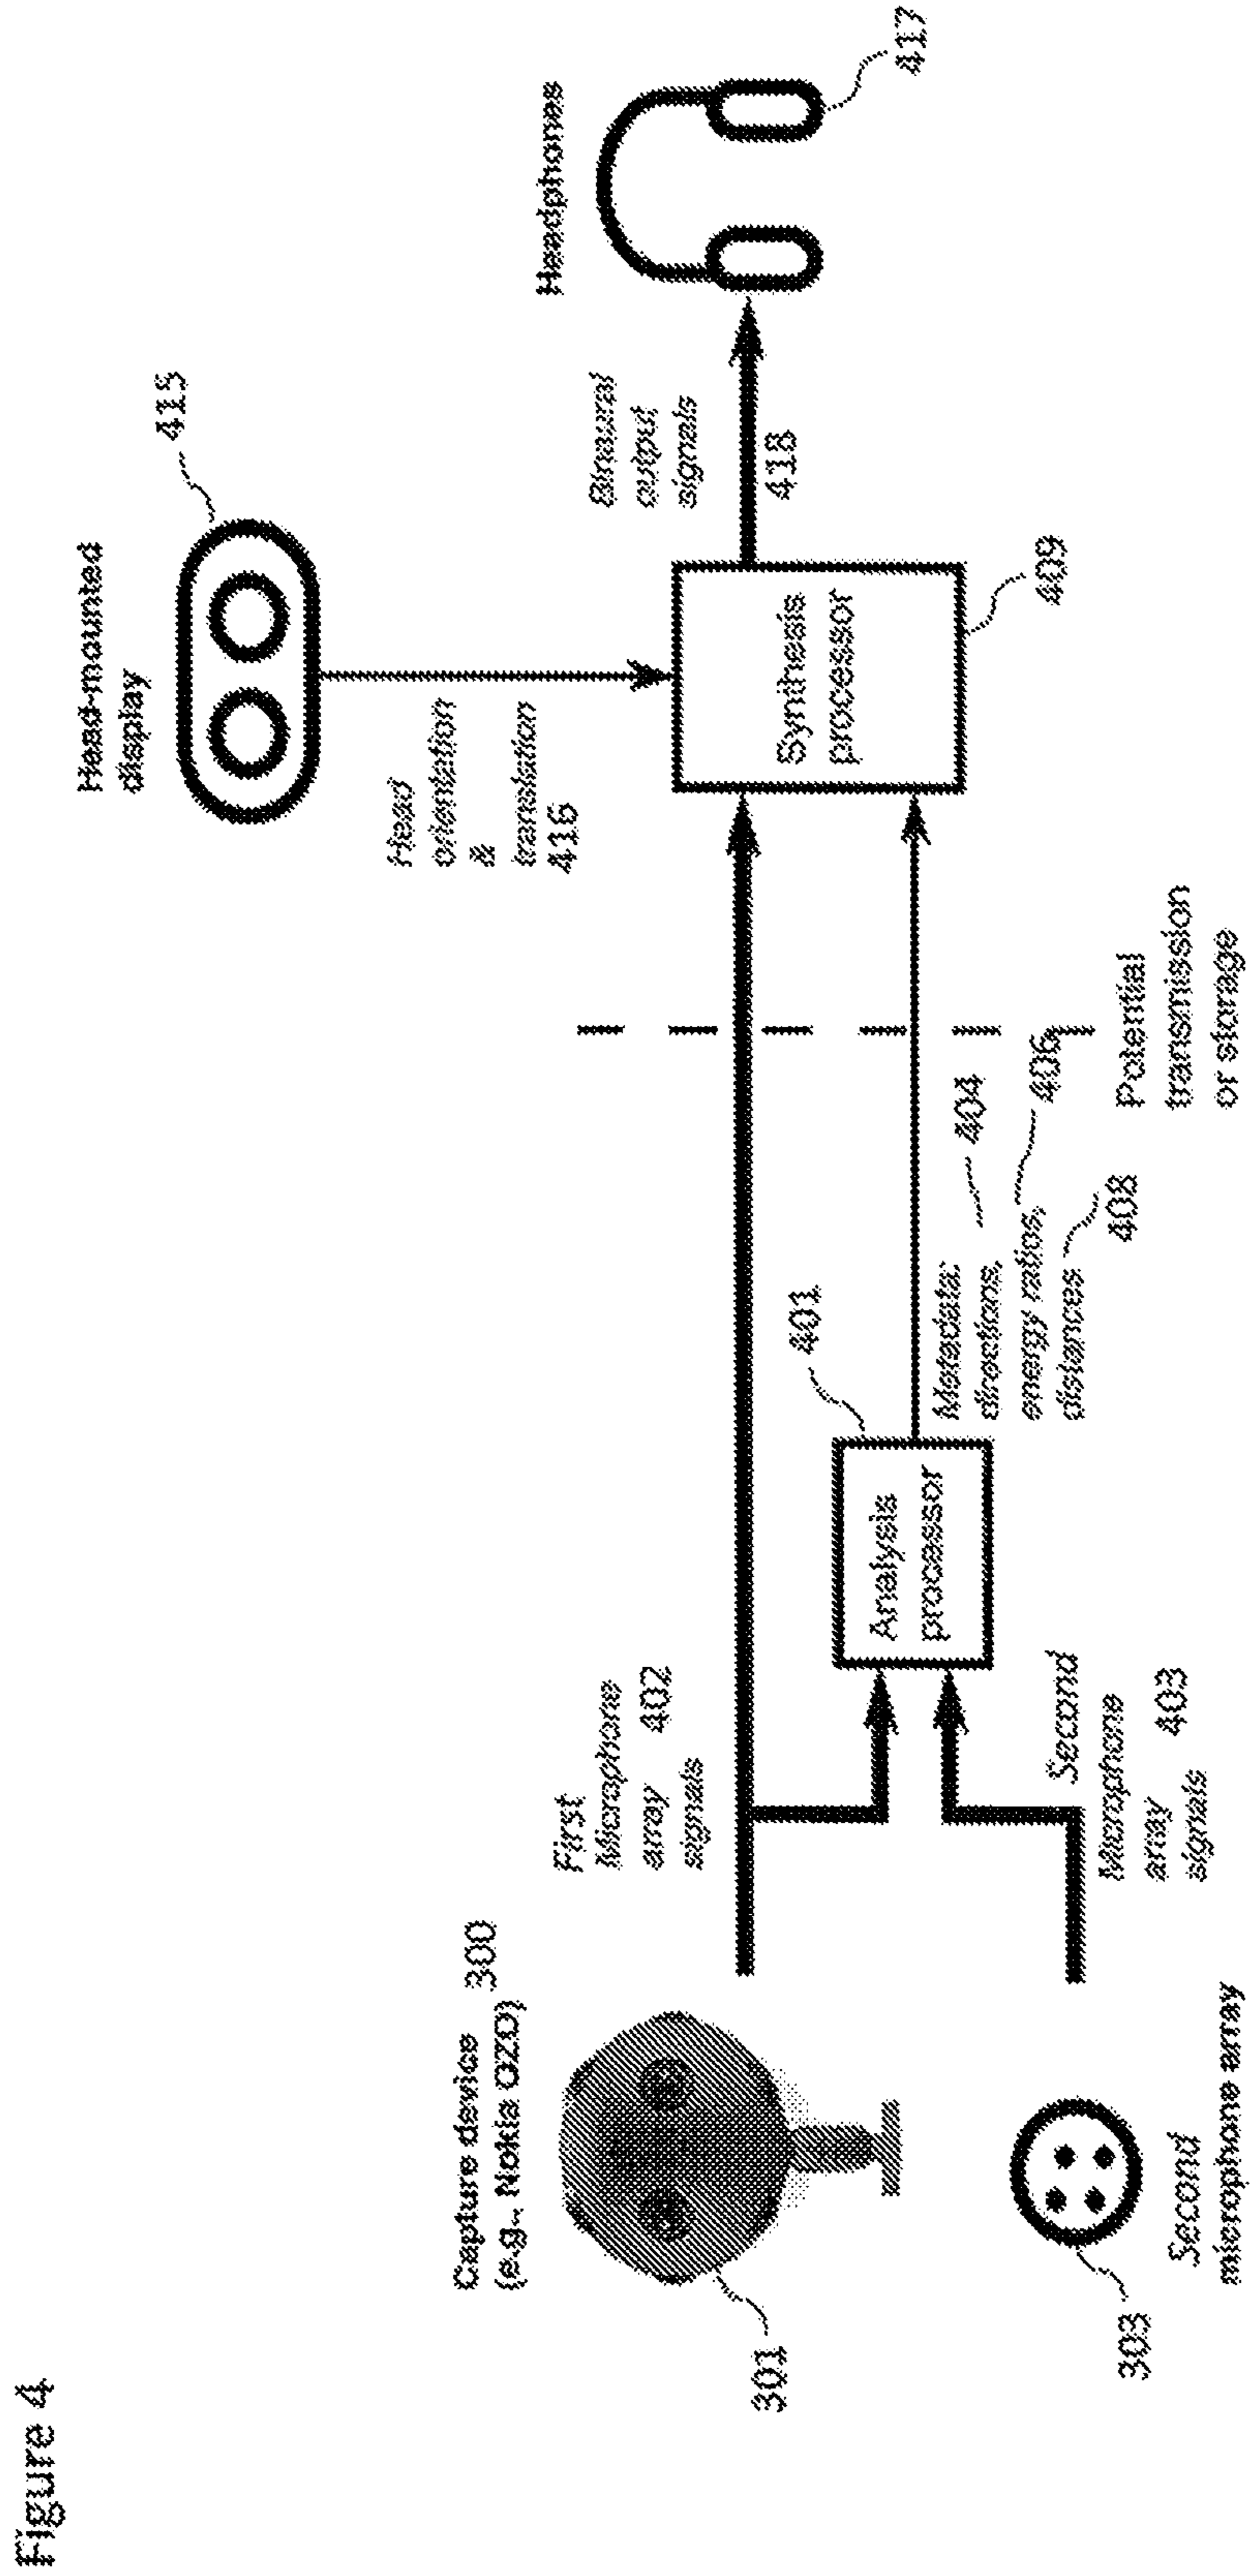 Figure 4
Capture device 300
(e.g., Nokia OZO)
301
First
Microphone
array 402
signals
Second
microphone array
303
Second
Microphone
array 403
signals
Analysis
processor
401
Metadata:
directions, 404
energy ratios, 406
distances 408
Potential
transmission
or storage
Head-mounted
display
415
Head
orientation
&
translation
416
Synthesis
processor
409
Binaural
output
signals
418
Headphones
417